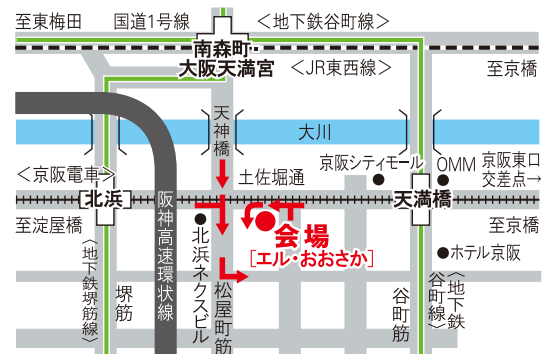 至東梅田
国道1号線
＜地下鉄谷町線＞
南森町・
大阪天満宮
＜JR東西線＞
至京橋
天神橋
大川
京阪シティモール
OMM
京阪東口
交差点→
＜京阪電車＞
土佐堀通
北浜
天満橋
至淀屋橋
阪神高速環状線
至京橋
会場
[エル・おおさか]
●ホテル京阪
北浜ネクスビル
＜地下鉄堺筋線＞
堺筋
松屋町筋
谷町筋
＜地下鉄
谷町線＞